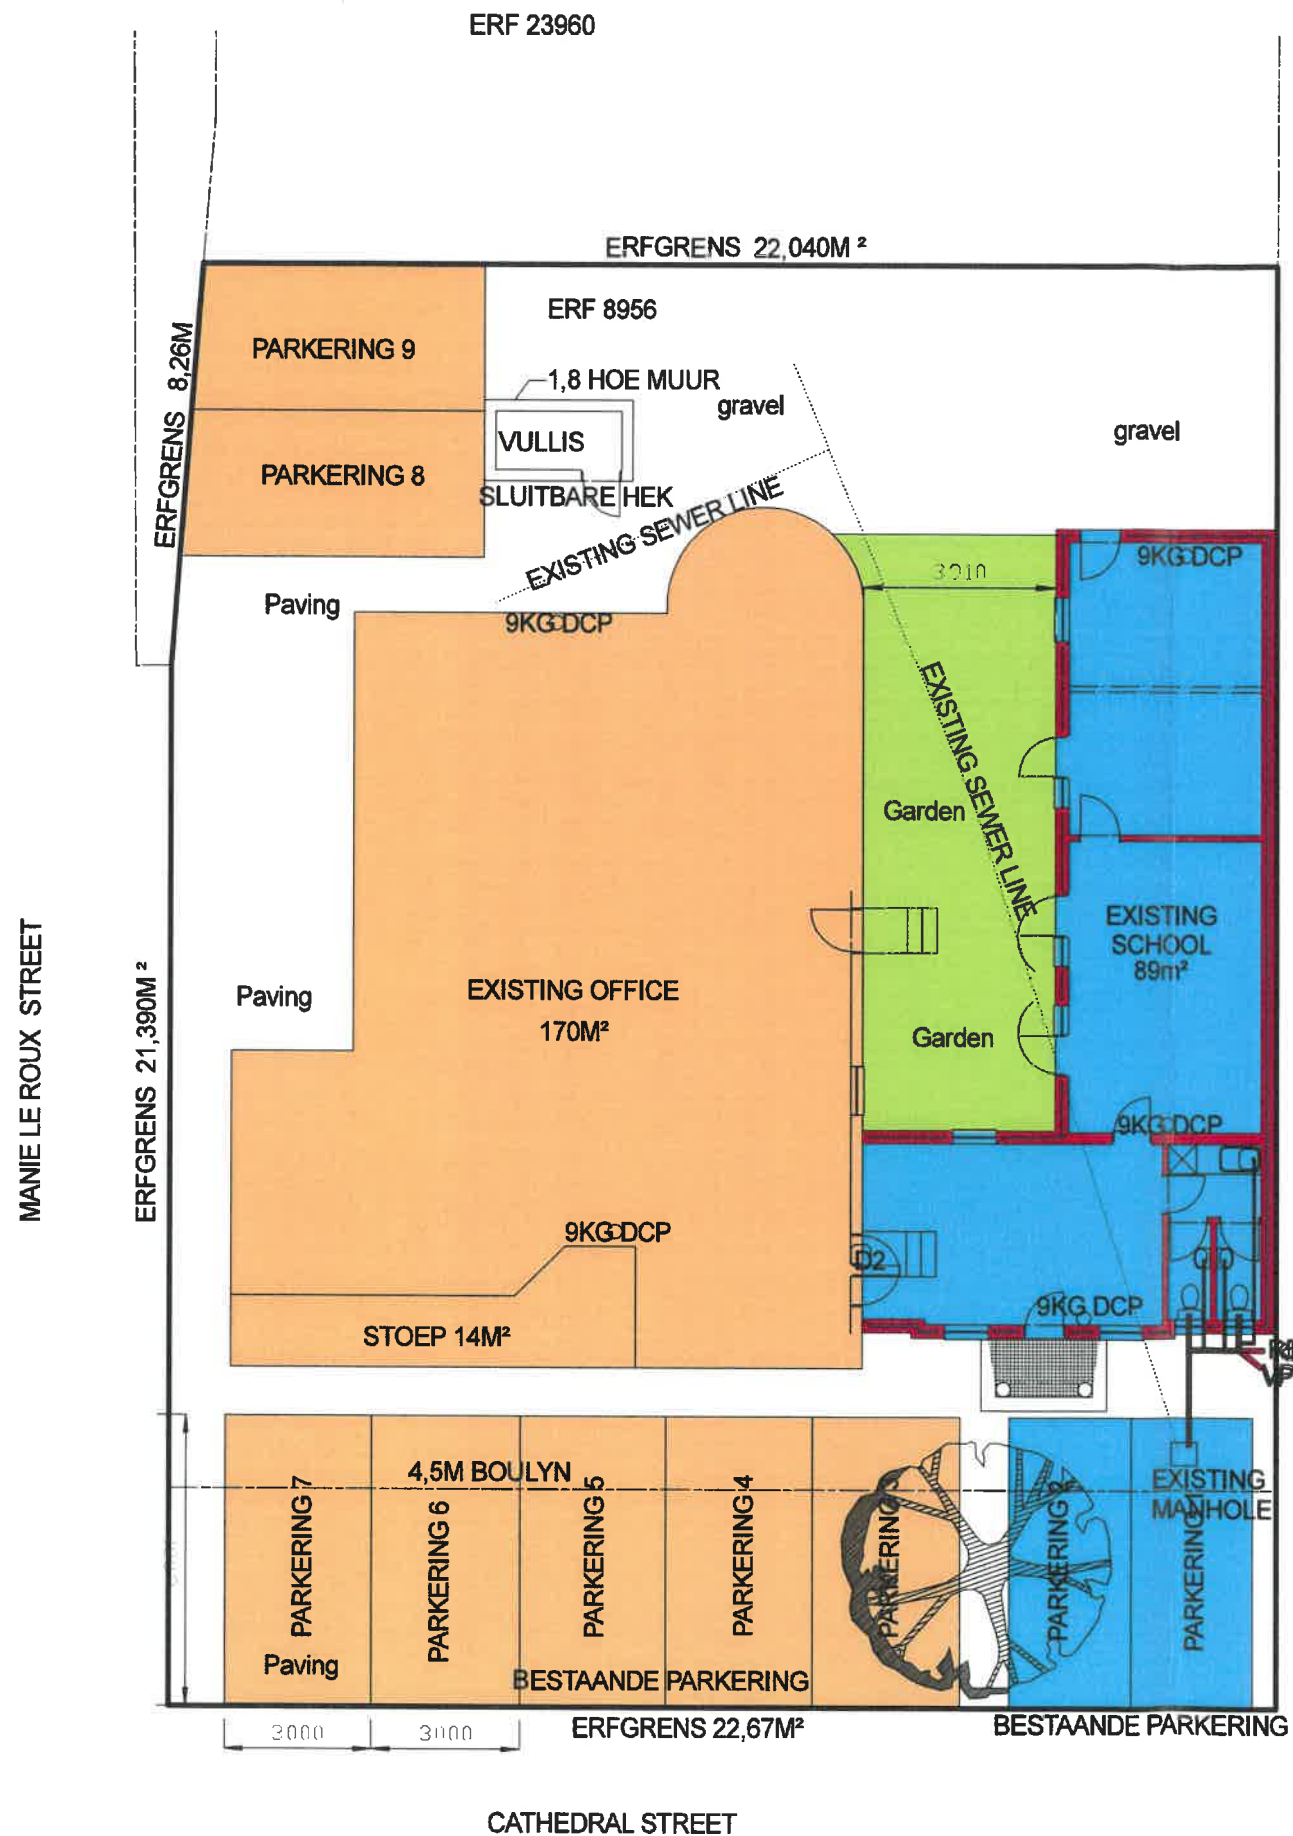 ERF 23960
ERFGRENS 22,040M ²
ERF 8956
ERFGRENS 8,26M
PARKERING 9
1,8 HOE MUUR
gravel
gravel
VULLIS
PARKERING 8
SLUITBARE HEK
EXISTING SEWER LINE
9KG DCP
3910
Paving
9KG DCP
EXISTING SEWER LINE
Garden
EXISTING
SCHOOL
89m²
MANIE LE ROUX STREET
ERFGRENS 21,390M ²
Paving
EXISTING OFFICE
170M²
Garden
9KG DCP
9KG DCP
D2
9KG DCP
STOEP 14M²
4,5M BOULYN
PARKERING 7
PARKERING 6
PARKERING 5
PARKERING 4
PARKERING 3
PARKERING 2
PARKERING
EXISTING
MANHOLE
Paving
BESTAANDE PARKERING
3000
3000
ERFGRENS 22,67M²
BESTAANDE PARKERING
CATHEDRAL STREET